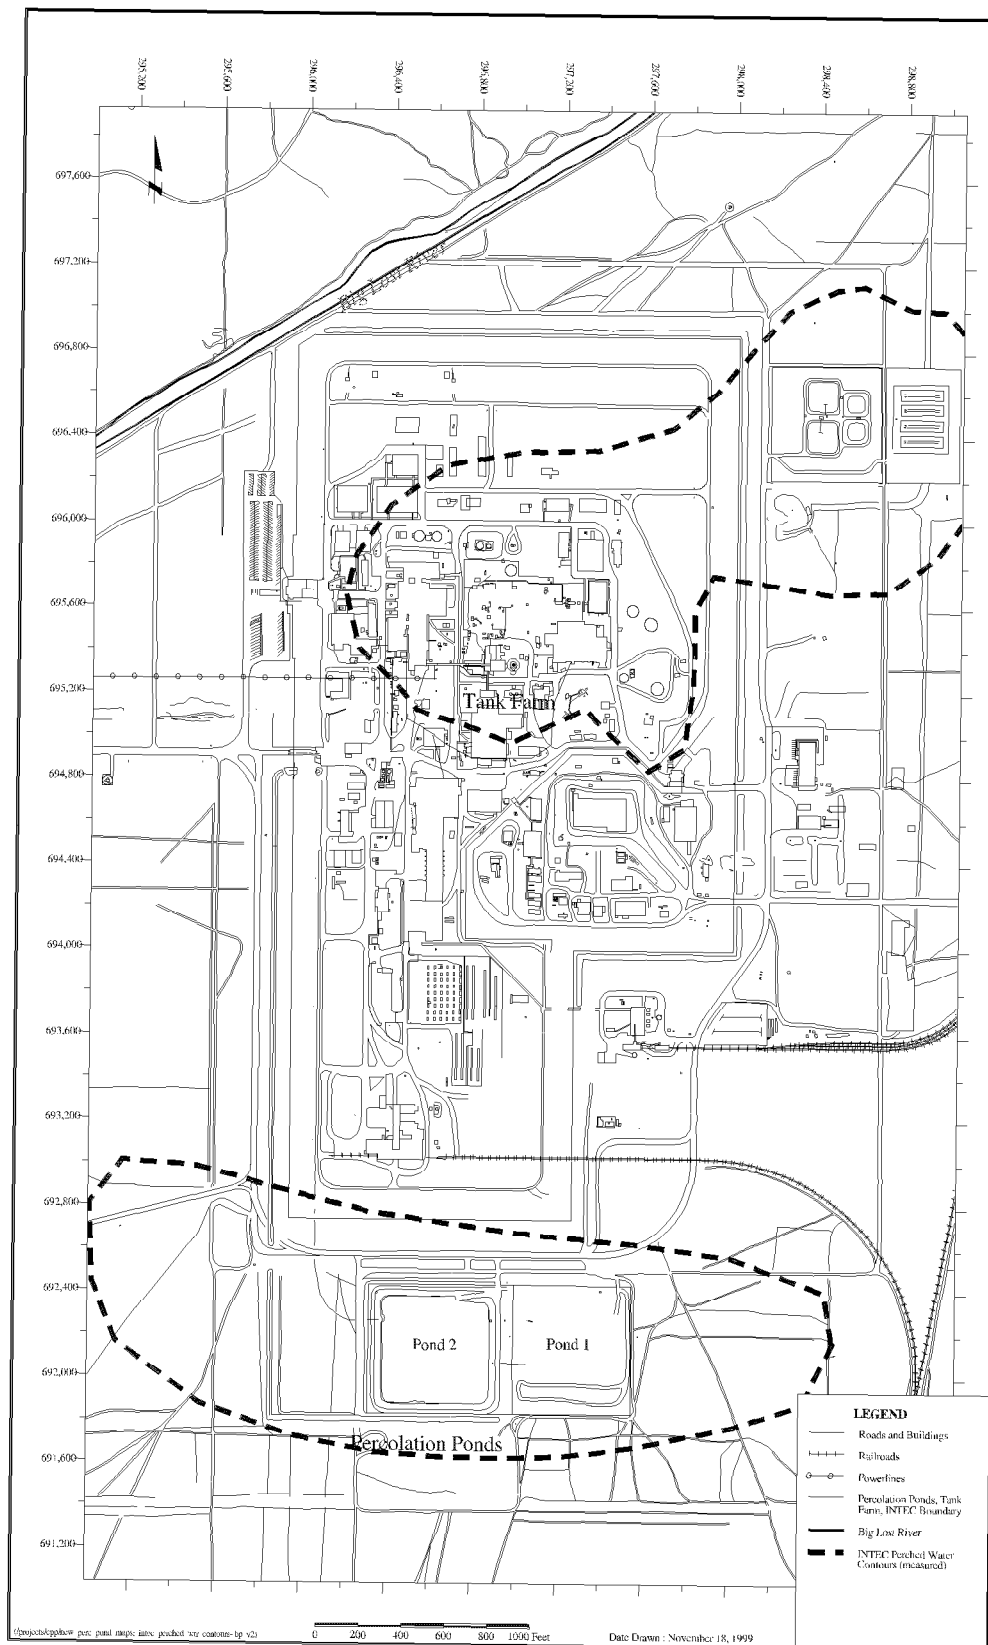 295,200
295,600
296,000
296,400
296,800
297,200
297,600
298,000
298,400
298,800
697,600
697,200
696,800
696,400
696,000
695,600
695,200
694,800
694,400
694,000
693,600
693,200
692,800
692,400
692,000
691,600
691,200
Tank Farm
Pond 2
Pond 1
Percolation Ponds
LEGEND
Roads and Buildings
Railroads
Powerlines
Percolation Ponds, Tank
Farm, INTEC Boundary
Big Lost River
INTEC Perched Water
Contours (measured)
0 200 400 600 800 1000 Feet
Date Drawn : November 18, 1999